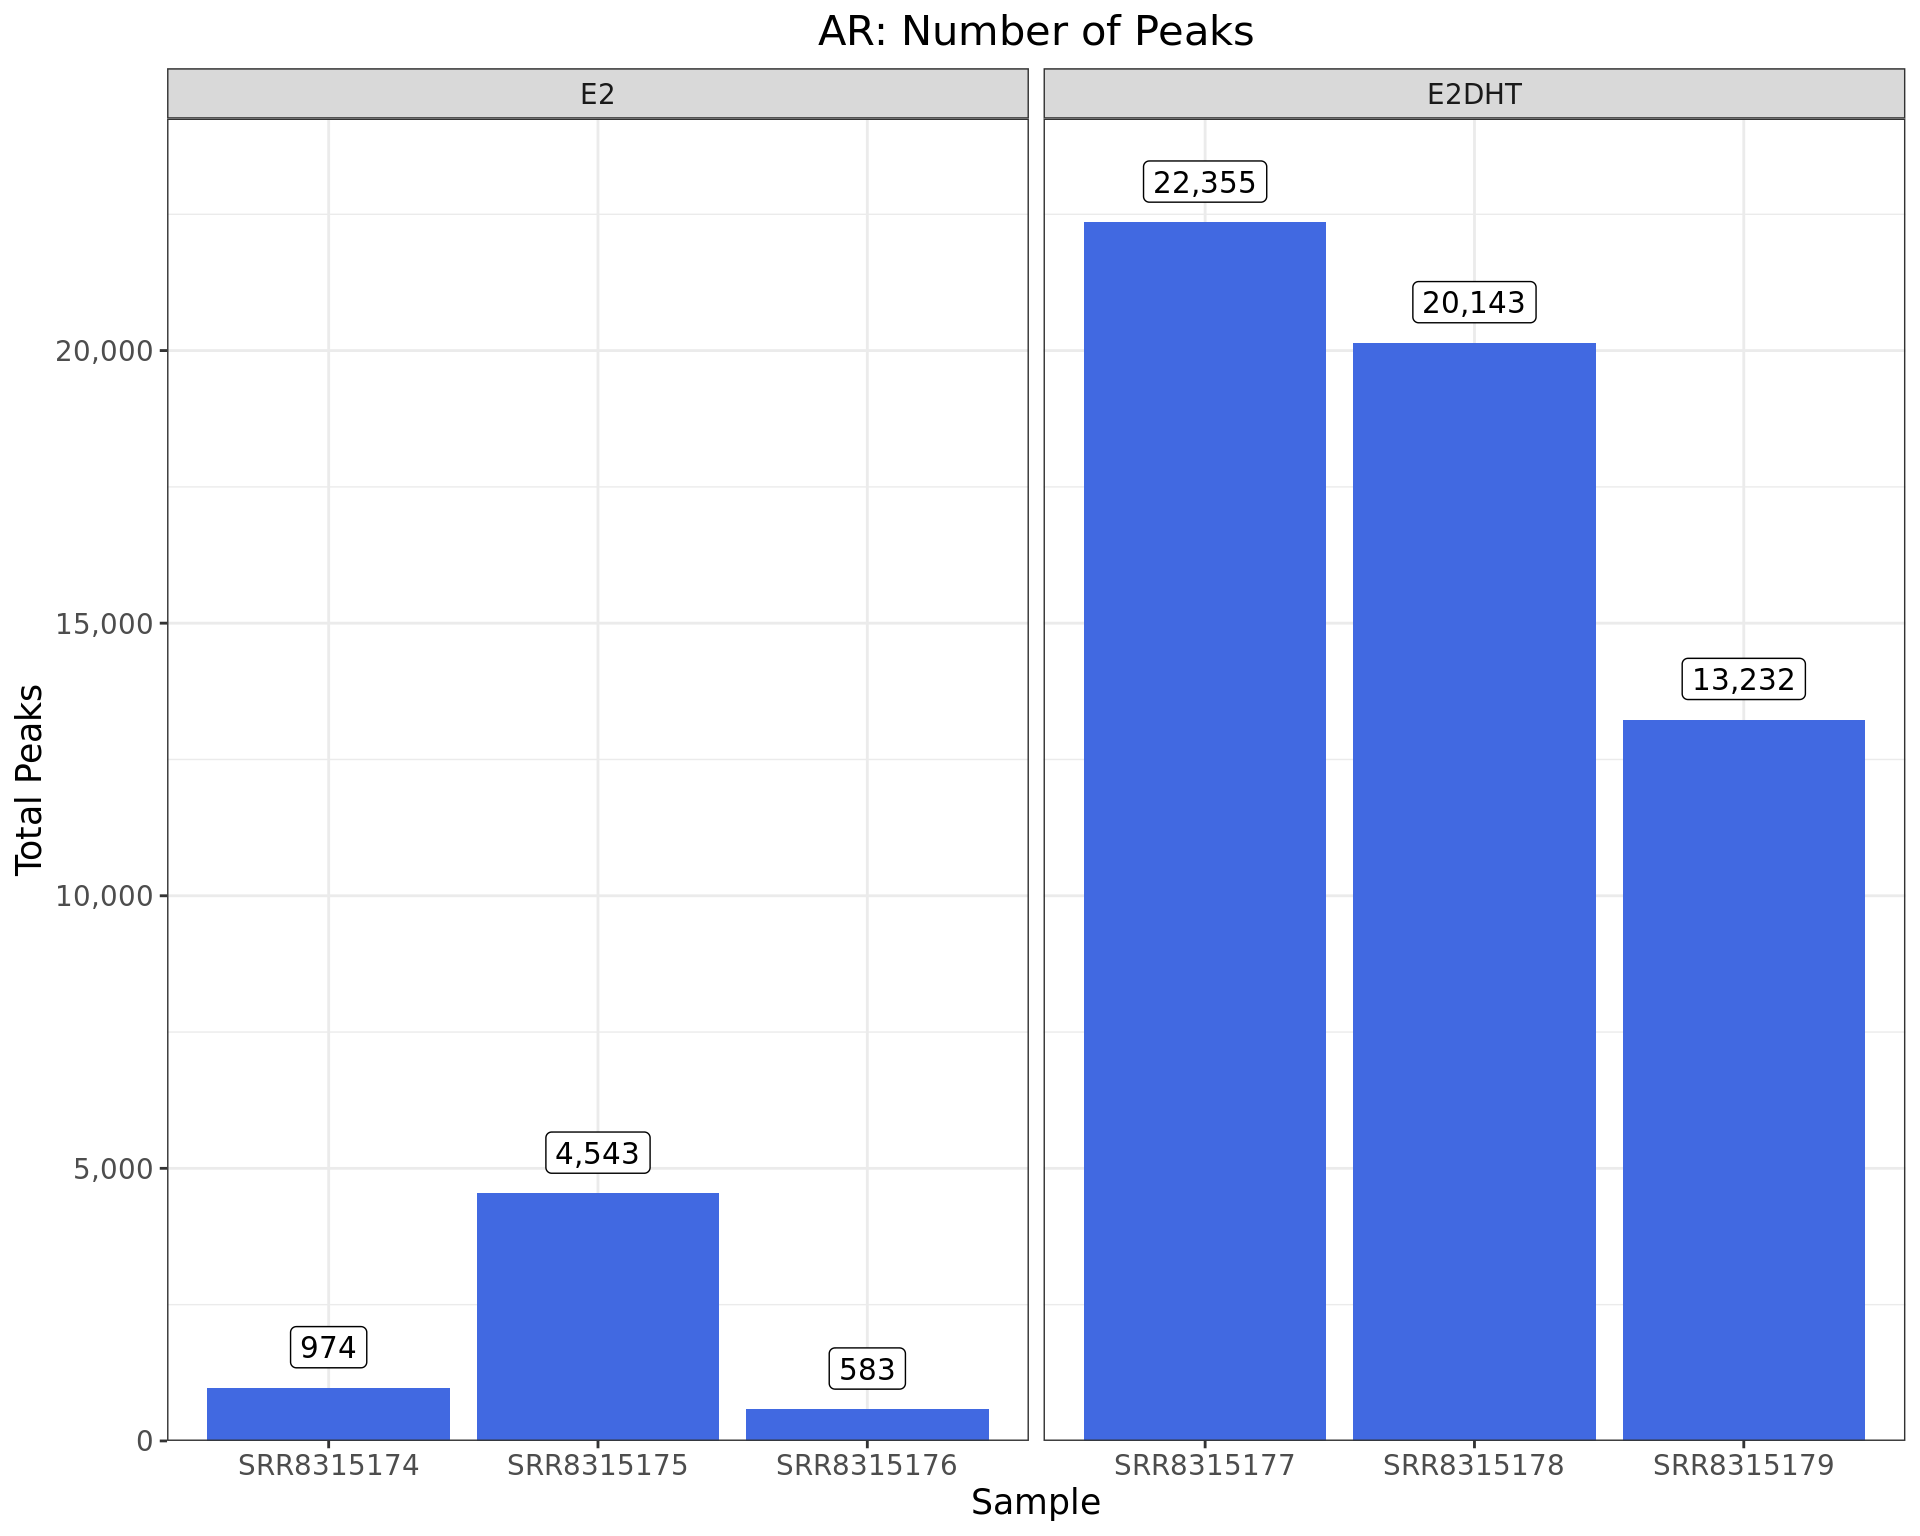 AR: Number of Peaks
E2
E2DHT
22,355
20,143
13,232
4,543
974
583
20,000
15,000
10,000
5,000
0
Total Peaks
SRR8315174
SRR8315175
SRR8315176
SRR8315177
SRR8315178
SRR8315179
Sample